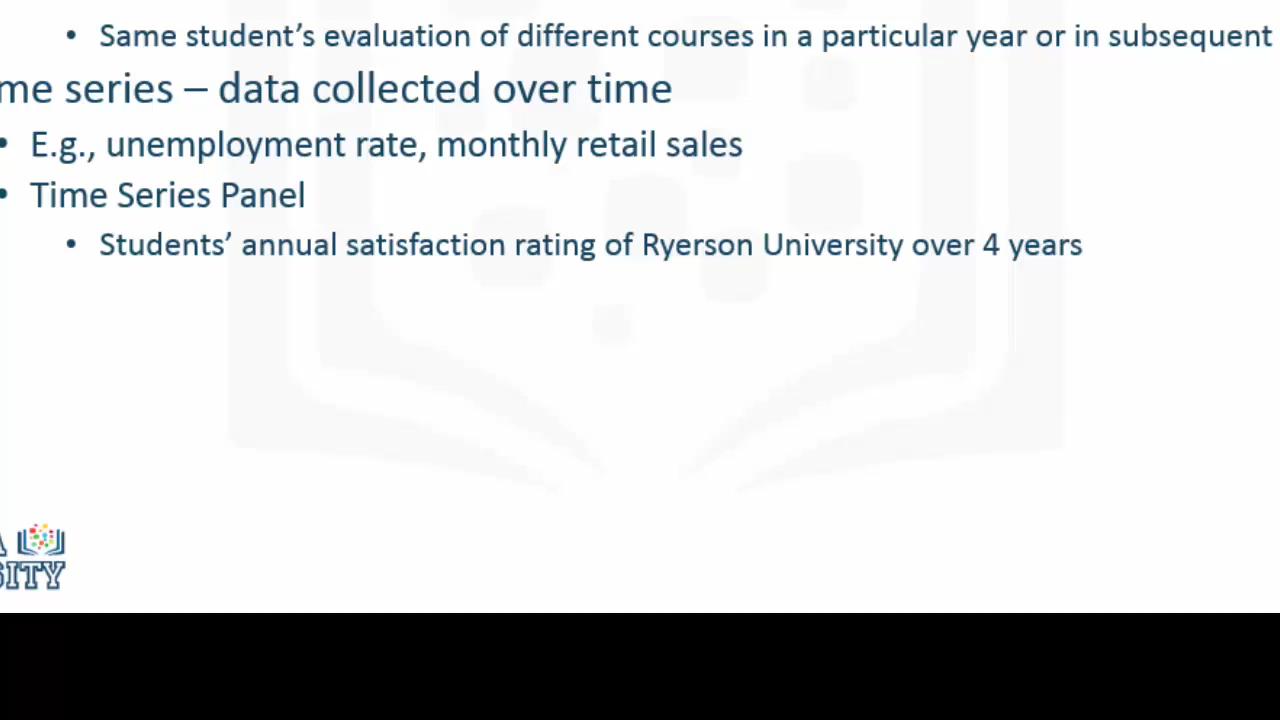 • Same student’s evaluation of different courses in a particular year or in subsequent
me series – data collected over time
• E.g., unemployment rate, monthly retail sales
• Time Series Panel
• Students’ annual satisfaction rating of Ryerson University over 4 years
A
SITY